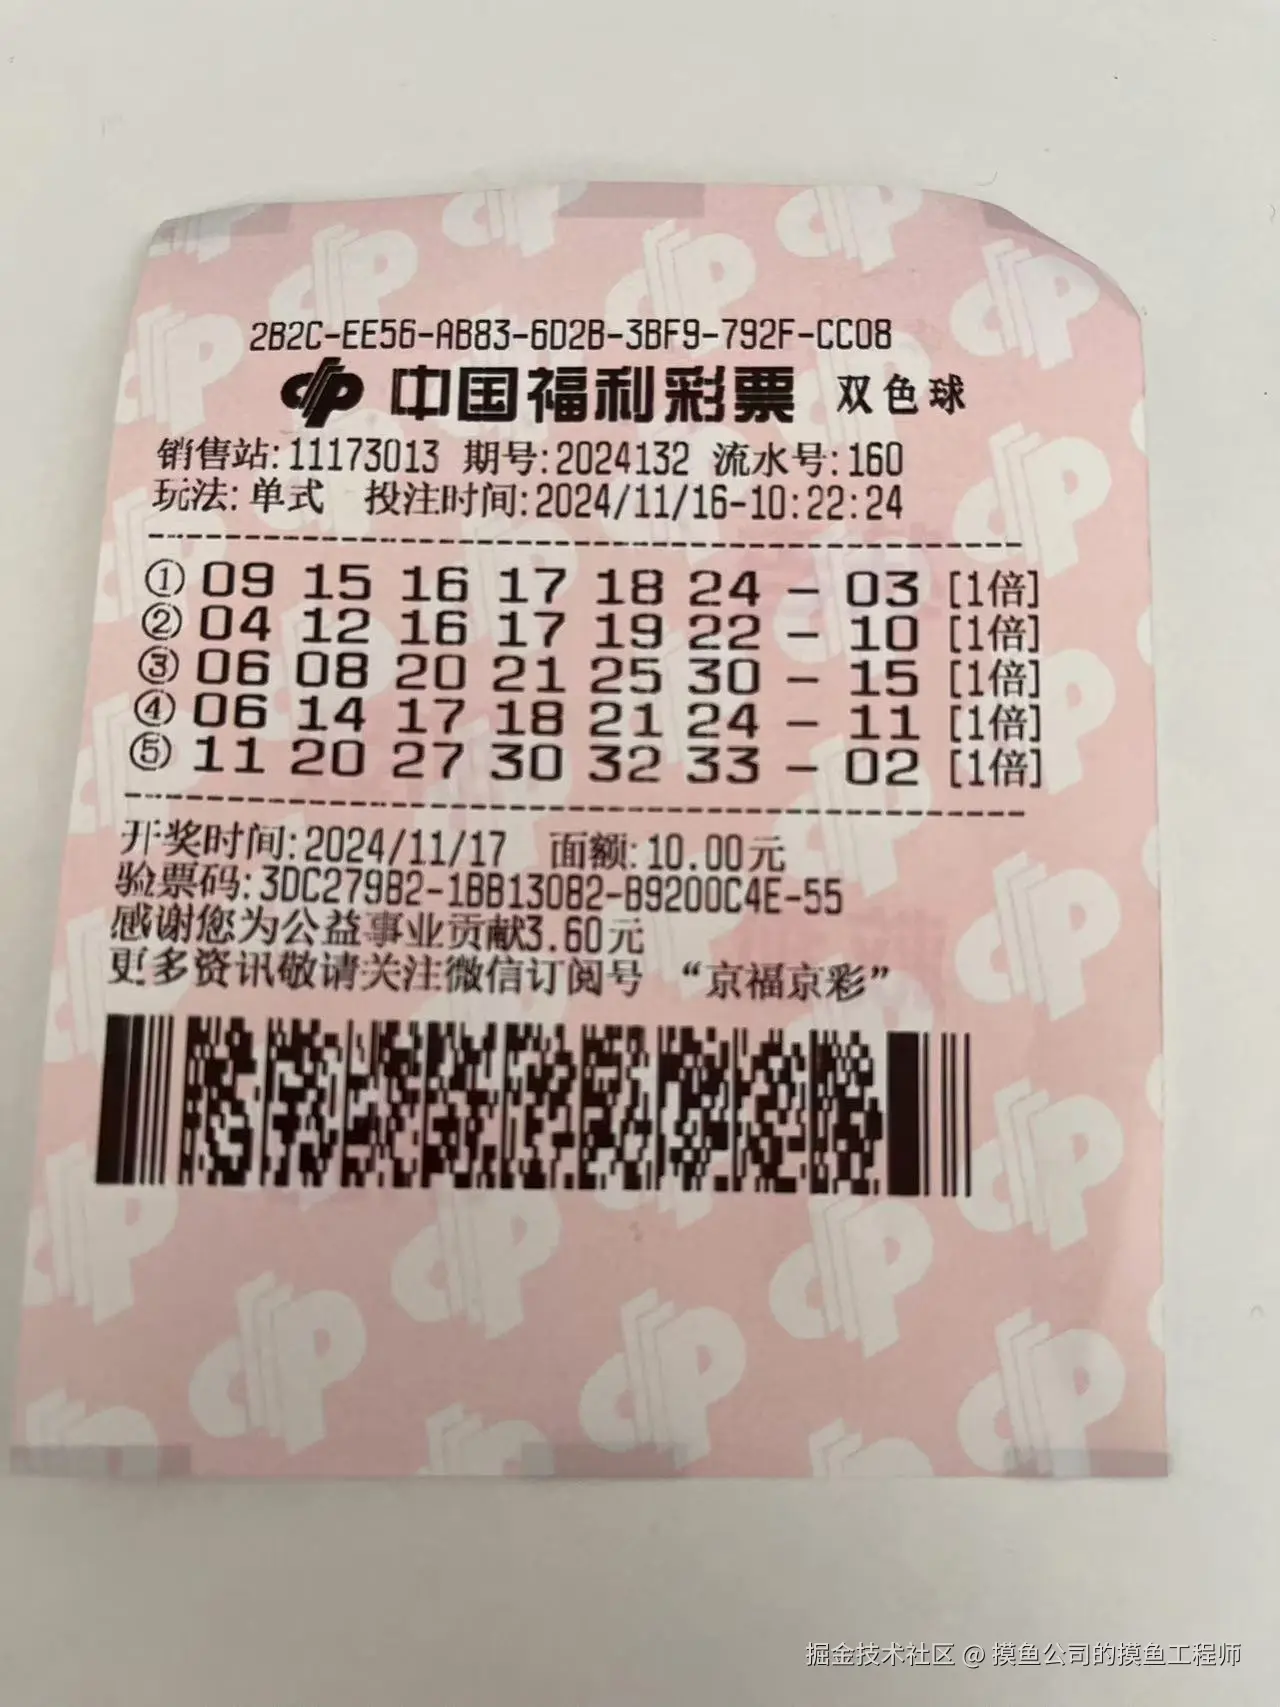 2B2C-EE56-AB83-6D2B-3BF9-792F-CC08
中国福利彩票 双色球
销售站:11173013 期号:2024132 流水号:160
玩法:单式 投注时间:2024/11/16-10:22:24
① 09 15 16 17 18 24 - 03 [1倍]
② 04 12 16 17 19 22 - 10 [1倍]
③ 06 08 20 21 25 30 - 15 [1倍]
④ 06 14 17 18 21 24 - 11 [1倍]
⑤ 11 20 27 30 32 33 - 02 [1倍]
开奖时间:2024/11/17 面额:10.00元
验票码:3DC279B2-1BB130B2-B9200C4E-55
感谢您为公益事业贡献3.60元
更多资讯敬请关注微信订阅号 “京福京彩”
掘金技术社区 @ 摸鱼公司的摸鱼工程师